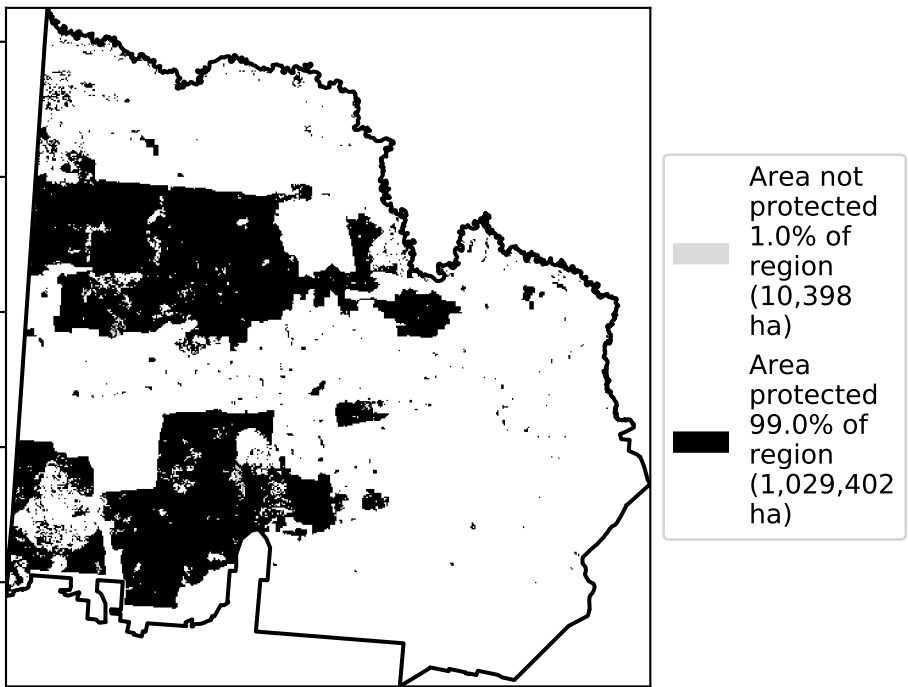 Area not
protected
1.0% of
region
(10,398
ha)
Area
protected
99.0% of
region
(1,029,402
ha)